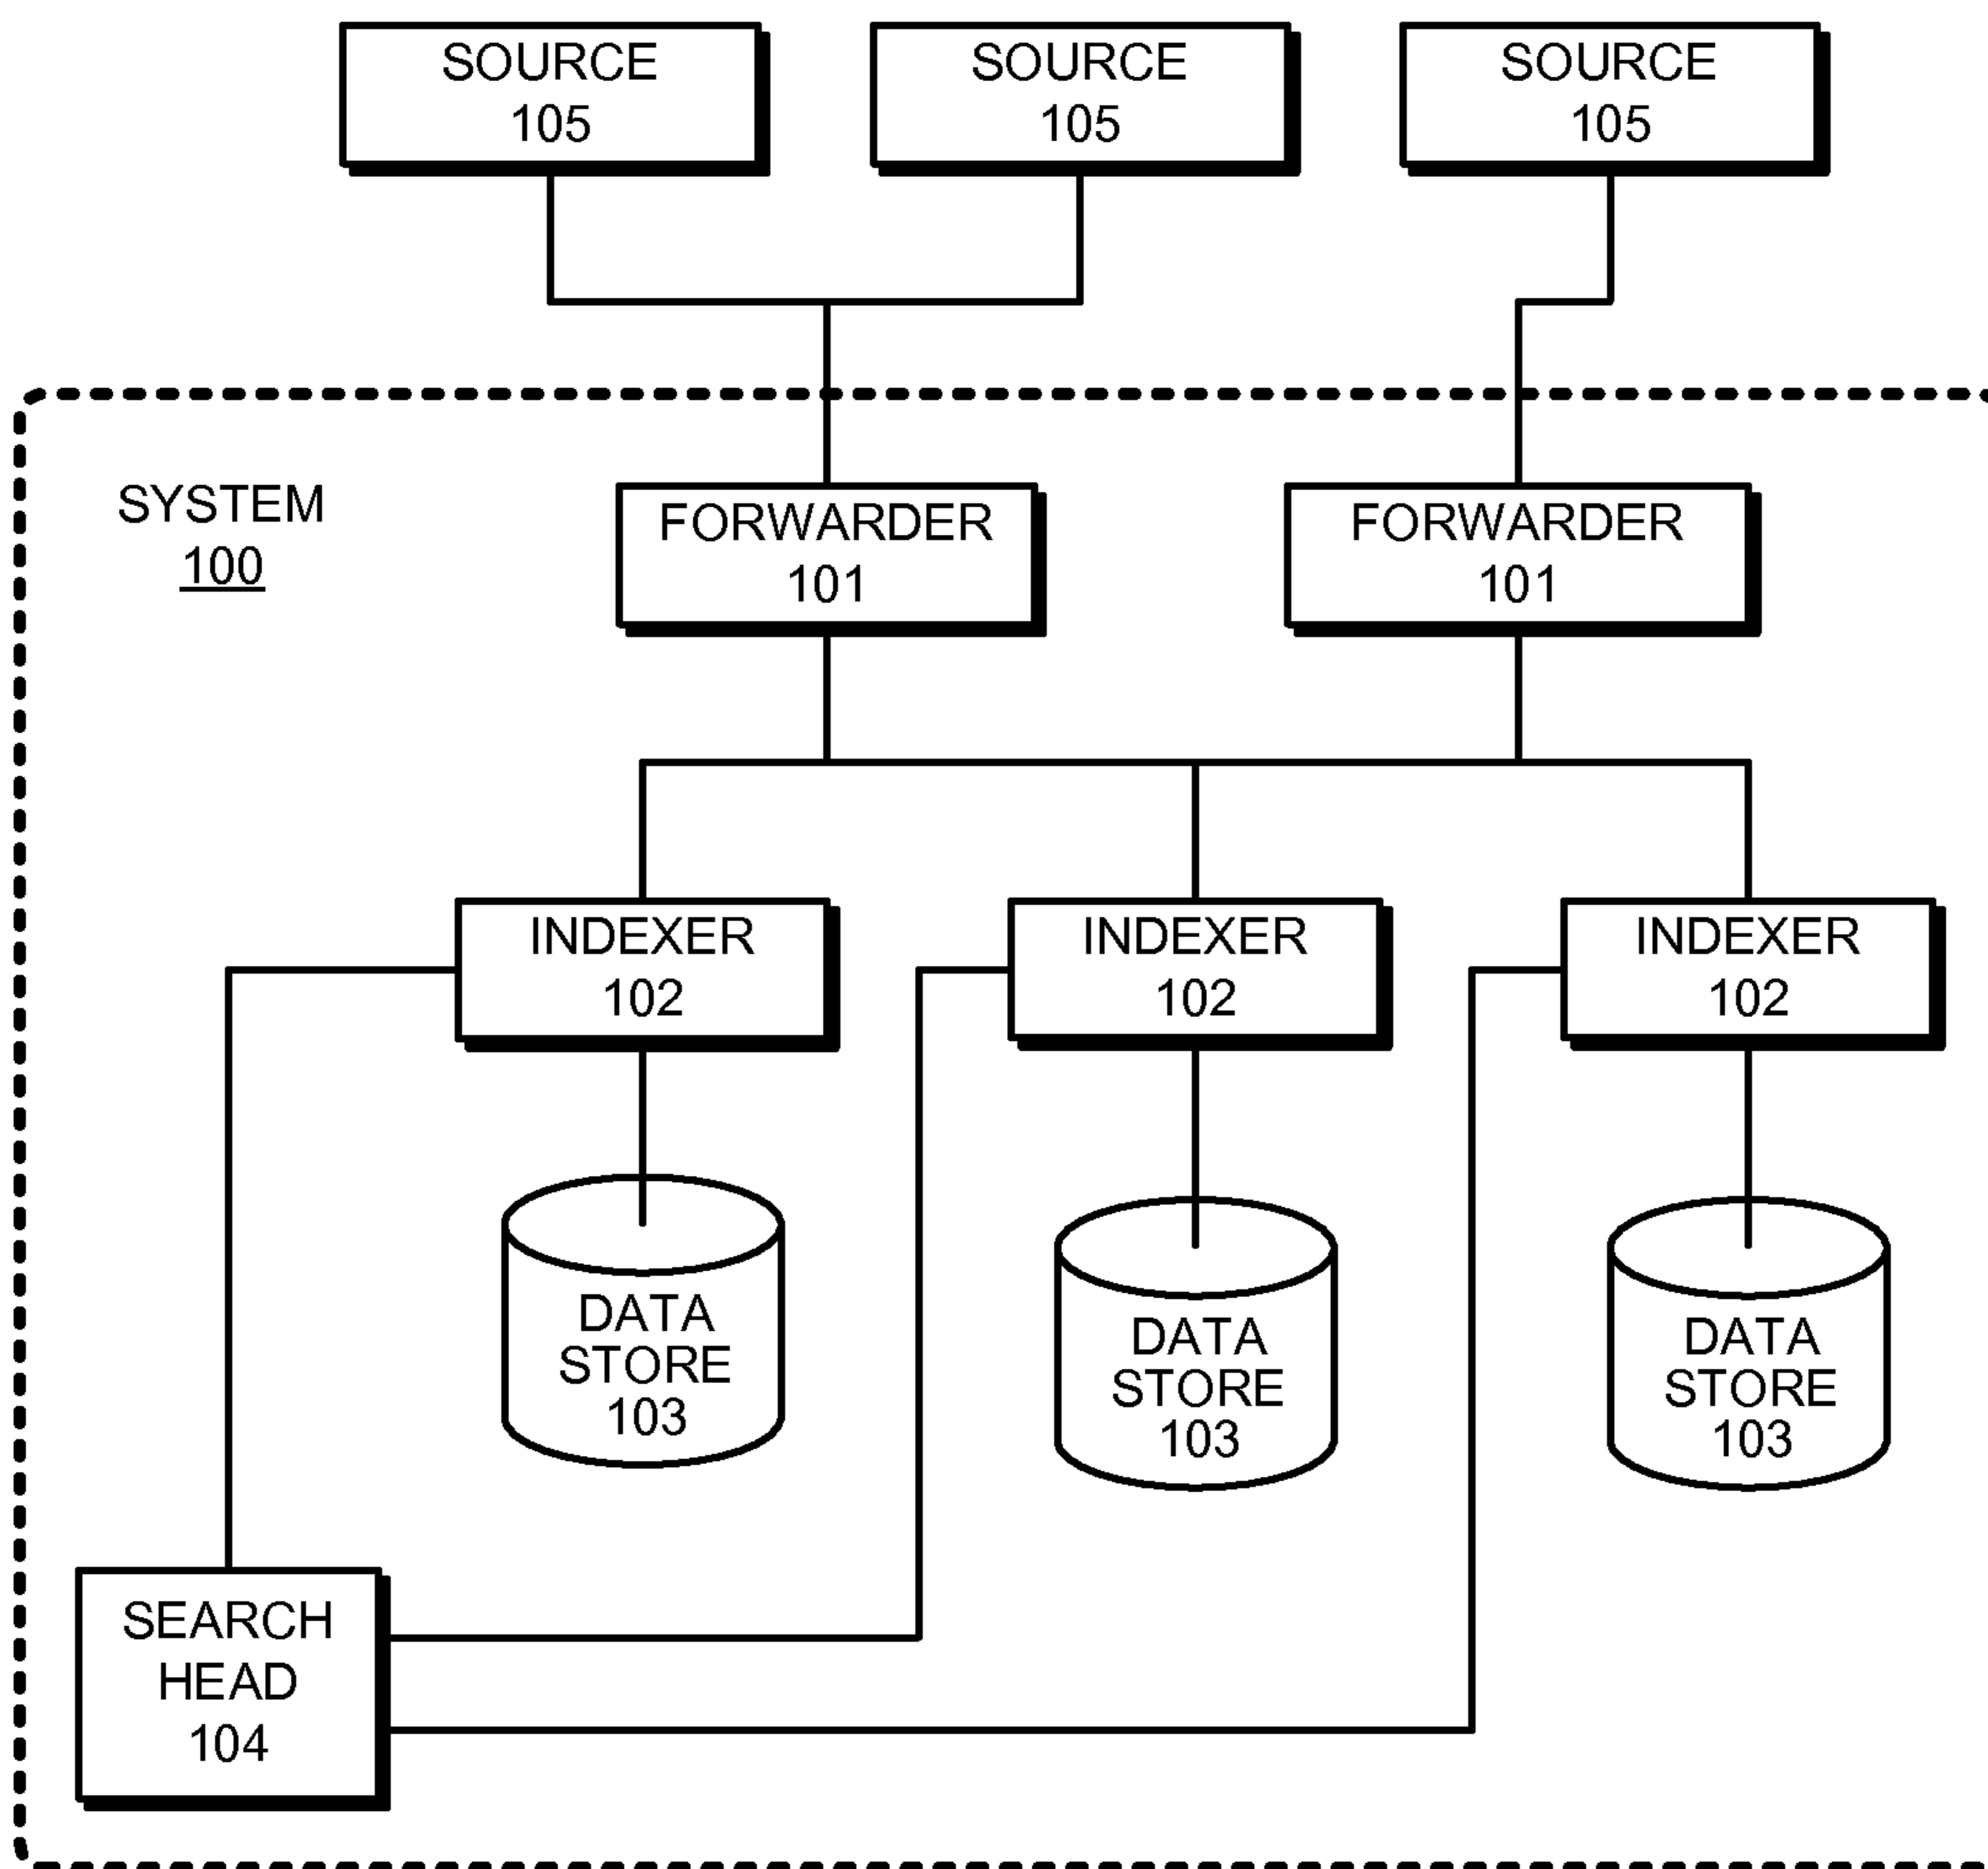 SOURCE
105
SOURCE
105
SOURCE
105
SYSTEM
100
FORWARDER
101
FORWARDER
101
INDEXER
102
INDEXER
102
INDEXER
102
DATA
STORE
103
DATA
STORE
103
DATA
STORE
103
SEARCH
HEAD
104